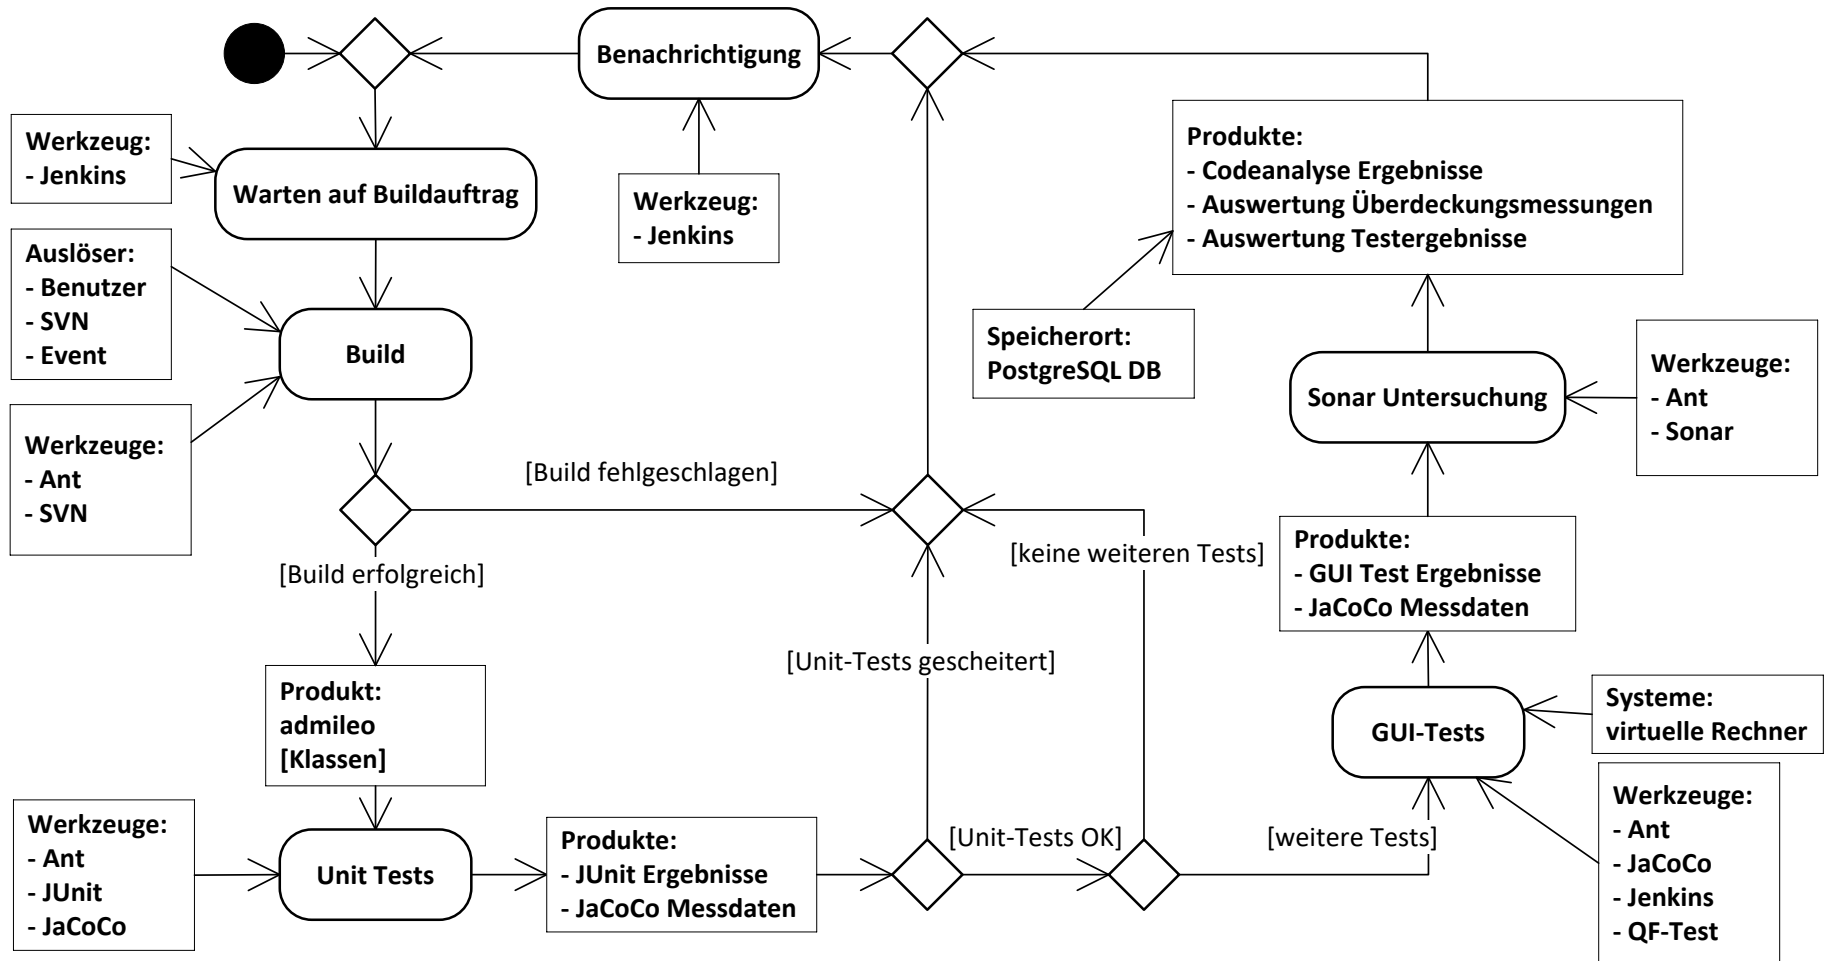 Benachrichtigung
Werkzeug:
- Jenkins
Warten auf Buildauftrag
Werkzeug:
- Jenkins
Produkte:
- Codeanalyse Ergebnisse
- Auswertung Überdeckungsmessungen
- Auswertung Testergebnisse
Auslöser:
- Benutzer
- SVN
- Event
Build
Speicherort:
PostgreSQL DB
Sonar Untersuchung
Werkzeuge:
- Ant
- Sonar
Werkzeuge:
- Ant
- SVN
[Build fehlgeschlagen]
[keine weiteren Tests]
Produkte:
- GUI Test Ergebnisse
- JaCoCo Messdaten
[Build erfolgreich]
[Unit-Tests gescheitert]
Produkt:
admileo
[Klassen]
Systeme:
virtuelle Rechner
GUI-Tests
Werkzeuge:
- Ant
- JaCoCo
- Jenkins
- QF-Test
Werkzeuge:
- Ant
- JUnit
- JaCoCo
Unit Tests
Produkte:
- JUnit Ergebnisse
- JaCoCo Messdaten
[Unit-Tests OK]
[weitere Tests]